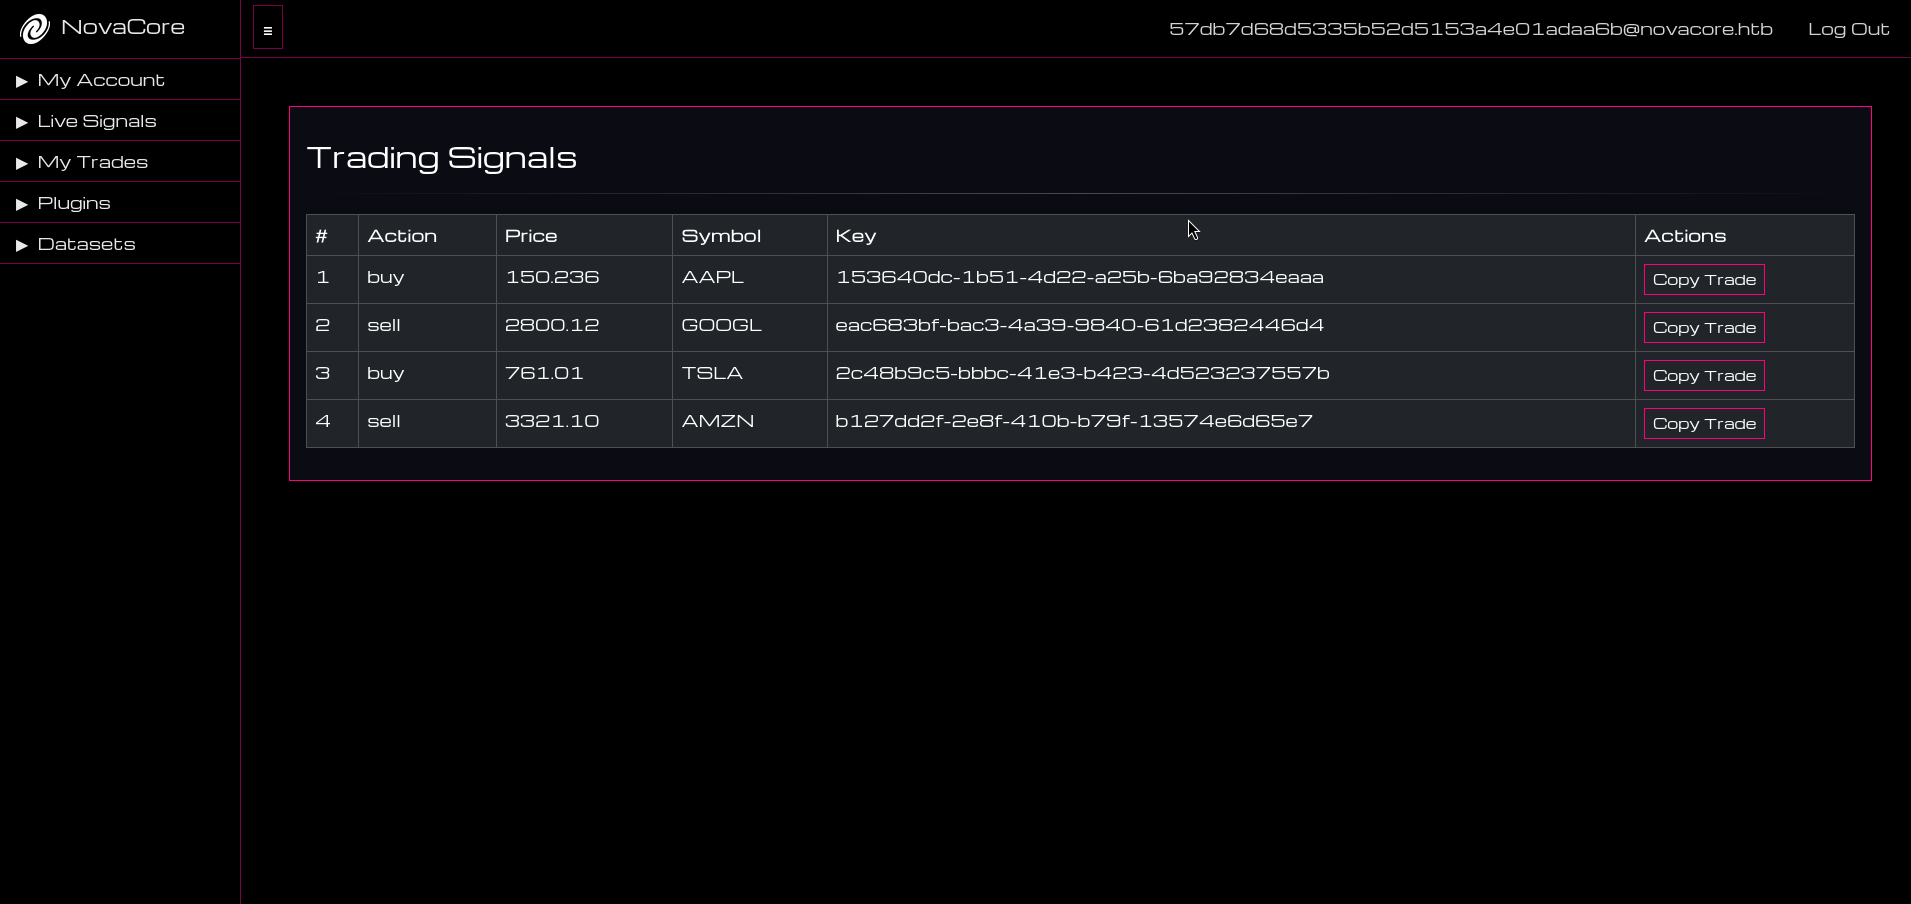 NovaCore
≡
57db7d68d5335b52d5153a4e01adaa6b@novacore.htb Log Out
▶ My Account
▶ Live Signals
▶ My Trades
▶ Plugins
▶ Datasets
Trading Signals
# Action Price Symbol Key Actions
1 buy 150.236 AAPL 153640dc-1b51-4d22-a25b-6ba92834eaaa Copy Trade
2 sell 2800.12 GOOGL eac683bf-bac3-4a39-9840-61d2382446d4 Copy Trade
3 buy 761.01 TSLA 2c48b9c5-bbbc-41e3-b423-4d523237557b Copy Trade
4 sell 3321.10 AMZN b127dd2f-2e8f-410b-b79f-13574e6d65e7 Copy Trade